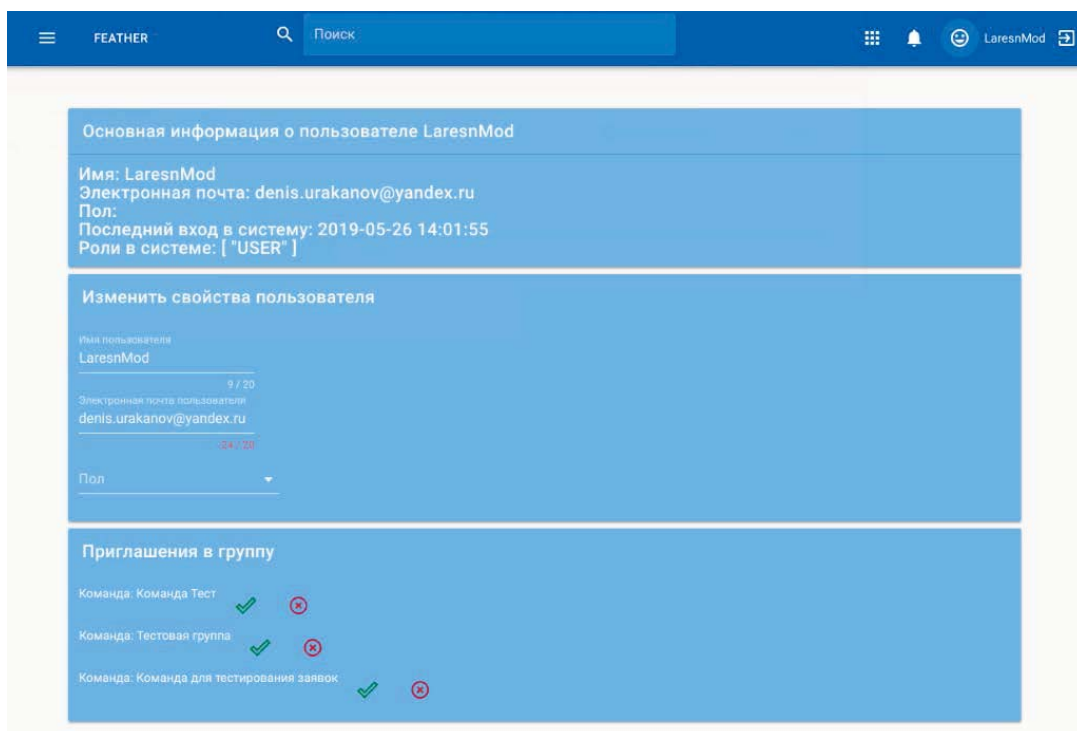 FEATHER
Поиск
LaresnMod
Основная информация о пользователе LaresnMod
Имя: LaresnMod
Электронная почта: denis.urakanov@yandex.ru
Пол:
Последний вход в систему: 2019-05-26 14:01:55
Роли в системе: [ "USER" ]
Изменить свойства пользователя
Имя пользователя
LaresnMod
9 / 20
Электронная почта пользователя
denis.urakanov@yandex.ru
24 / 20
Пол
Приглашения в группу
Команда: Команда Тест
Команда: Тестовая группа
Команда: Команда для тестирования заявок